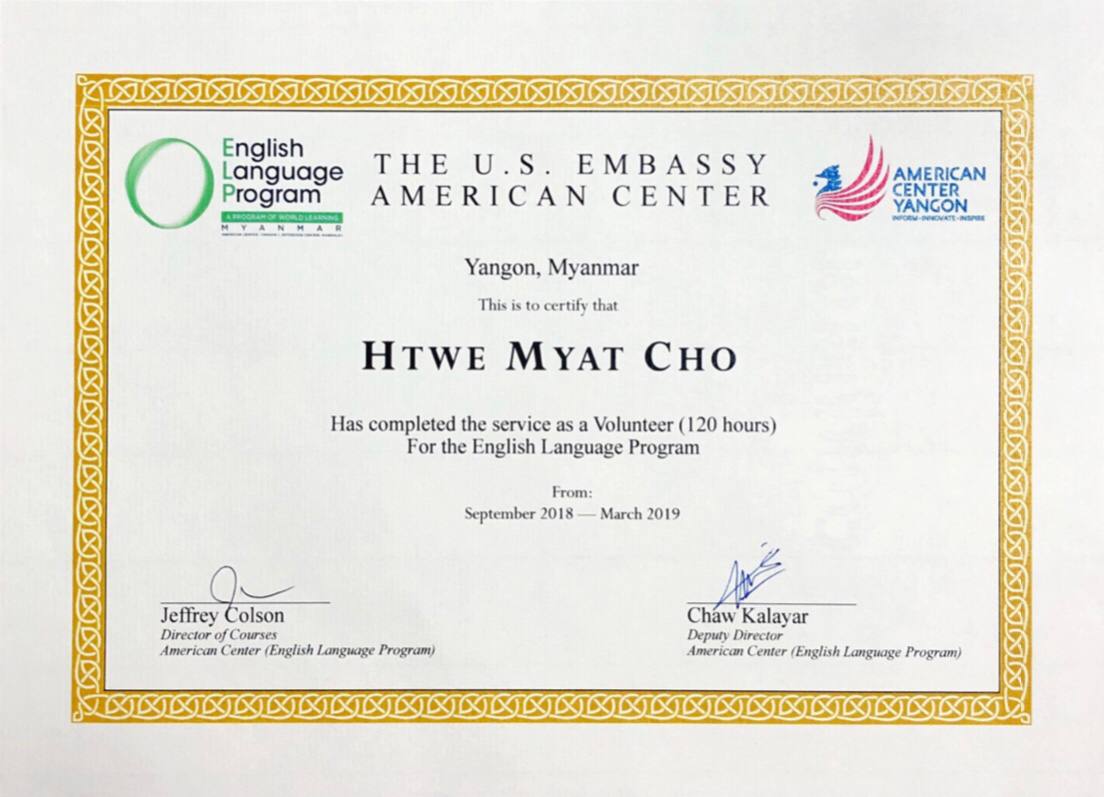 English
Language
Program
A PROGRAM OF WORLD LEARNING
MYANMAR
THE U.S. EMBASSY
AMERICAN CENTER
AMERICAN
CENTER
YANGON
INFORM-INNOVATE-INSPIRE
Yangon, Myanmar
This is to certify that
HTWE MYAT CHO
Has completed the service as a Volunteer (120 hours)
For the English Language Program
From:
September 2018 — March 2019
Jeffrey Colson
Director of Courses
American Center (English Language Program)
Chaw Kalayar
Deputy Director
American Center (English Language Program)